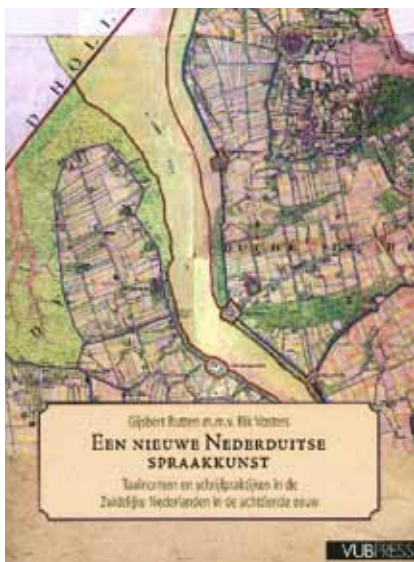 D HOLL
Gijsbert Rutten m.m.v. Rik Vosters
EEN NIEUWE NEDERDUITSE
SPRAAKKUNST
Taalnormen en schrijfpraktijken in de
Zuidelijke Nederlanden in de achttiende eeuw
VUBPRESS